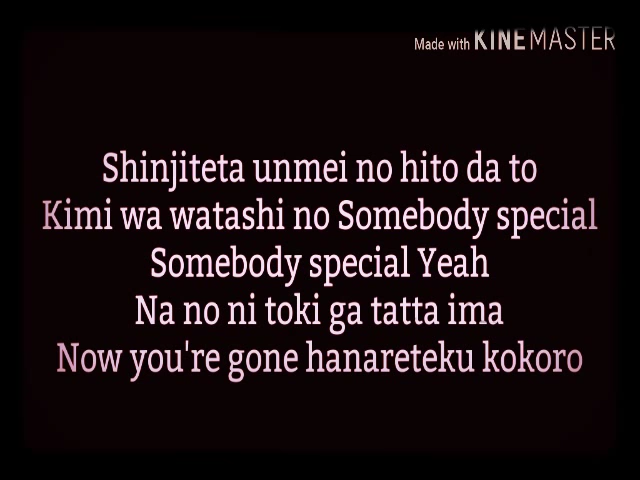 Made with KINEMASTER
Shinjiteta unmei no hito da to
Kimi wa watashi no Somebody special
Somebody special Yeah
Na no ni toki ga tatta ima
Now you're gone hanareteku kokoro